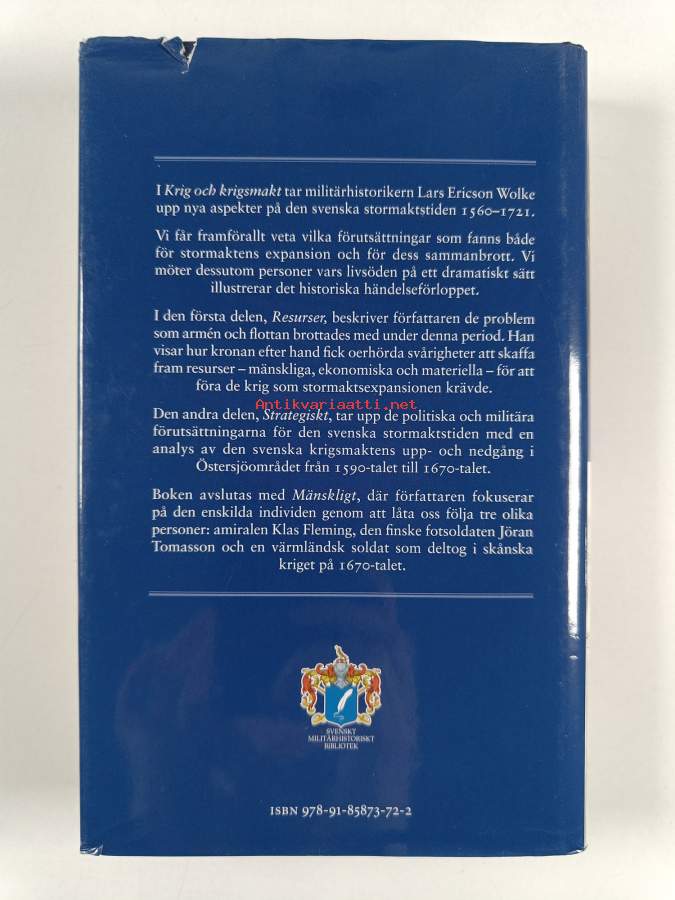 I Krig och krigsmakt tar militärhistorikern Lars Ericson Wolke
upp nya aspekter på den svenska stormaktstiden 1560–1721.
Vi får framförallt veta vilka förutsättningar som fanns både
för stormaktens expansion och för dess sammanbrott. Vi
möter dessutom personer vars livsöden på ett dramatiskt sätt
illustrerar det historiska händelseförloppet.
I den första delen, Resurser, beskriver författaren de problem
som armén och flottan brottades med under denna period. Han
visar hur kronan efter hand fick oerhörda svårigheter att skaffa
fram resurser – mänskliga, ekonomiska och materiella – för att
föra de krig som stormaktsexpansionen krävde.
Antikvariaatti.net
Den andra delen, Strategiskt, tar upp de politiska och militära
förutsättningarna för den svenska stormaktstiden med en
analys av den svenska krigsmaktens upp- och nedgång i
Östersjöområdet från 1590-talet till 1670-talet.
Boken avslutas med Mänskligt, där författaren fokuserar
på den enskilda individen genom att låta oss följa tre olika
personer: amiralen Klas Fleming, den finske fotsoldaten Jöran
Tomasson och en värmländsk soldat som deltog i skånska
kriget på 1670-talet.
SVENSKT
MILITÄRHISTORISKT
BIBLIOTEK
ISBN 978-91-85873-72-2